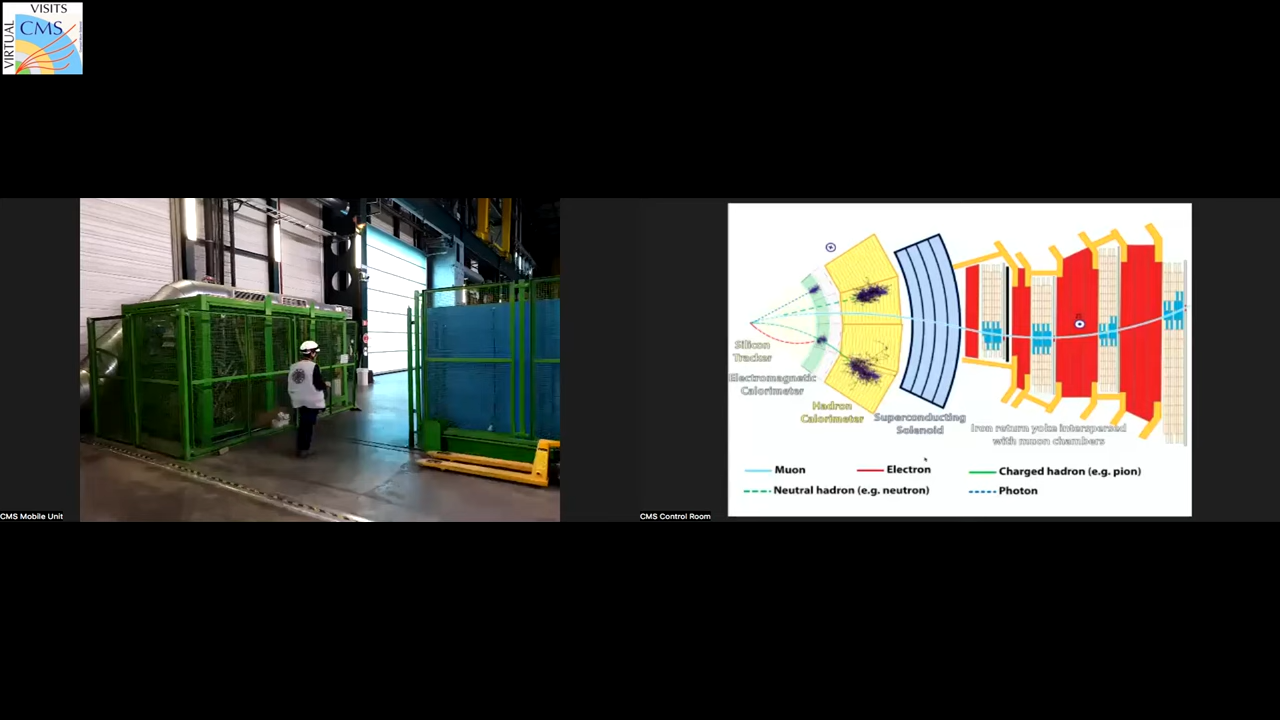 VISITS
CMS
VIRTUAL
Silicon
Tracker
Electromagnetic
Calorimeter
Hadron
Calorimeter
Superconducting
Solenoid
Iron return yoke interspersed
with muon chambers
Muon
Electron
Charged hadron (e.g. pion)
Neutral hadron (e.g. neutron)
Photon
CMS Mobile Unit
CMS Control Room